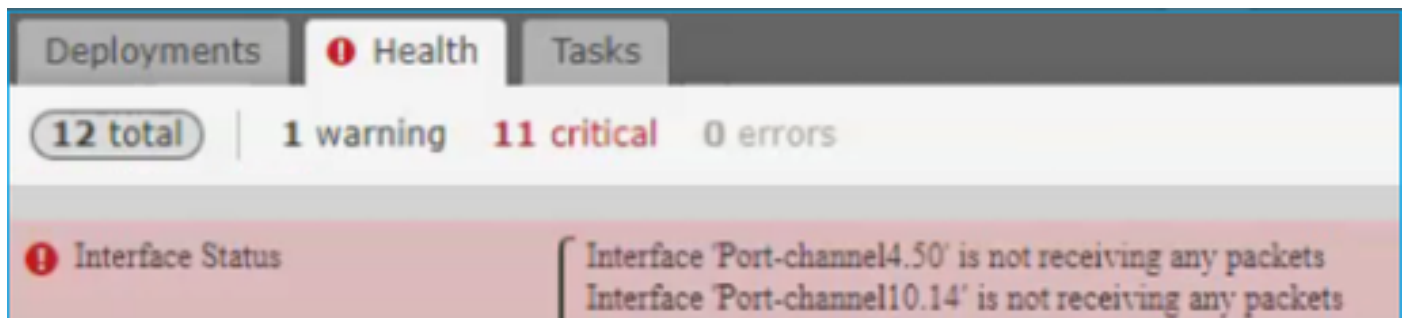 Deployments Health Tasks
12 total 1 warning 11 critical 0 errors
Interface Status Interface 'Port-channel4.50' is not receiving any packets
Interface 'Port-channel10.14' is not receiving any packets